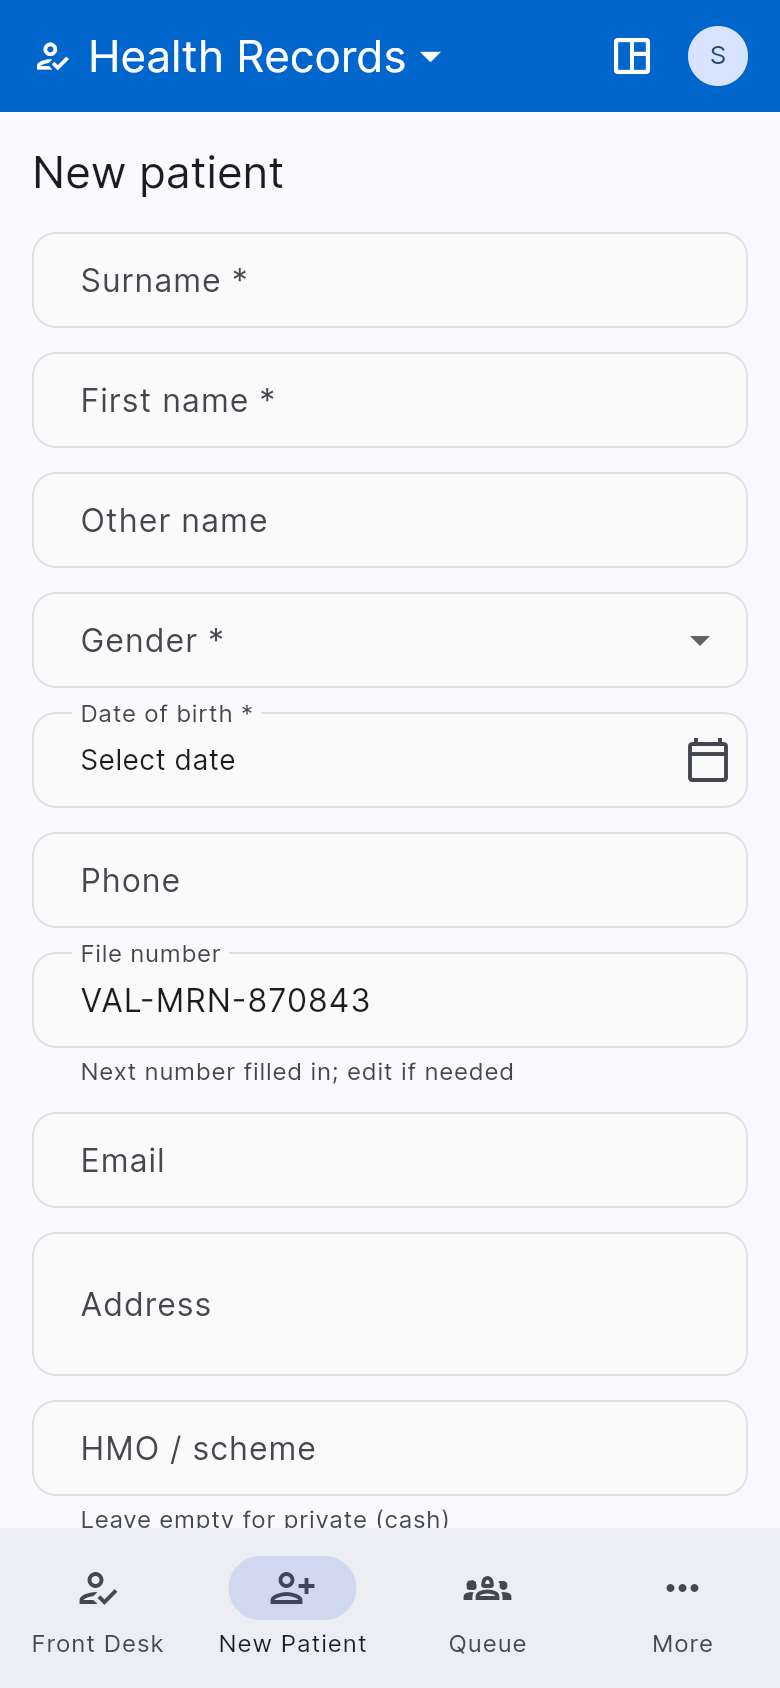 Health Records
S
New patient
Surname *
First name *
Other name
Gender *
Date of birth *
Select date
Phone
File number
VAL-MRN-870843
Next number filled in; edit if needed
Email
Address
HMO / scheme
Leave empty for private (cash)
Front Desk
New Patient
Queue
More